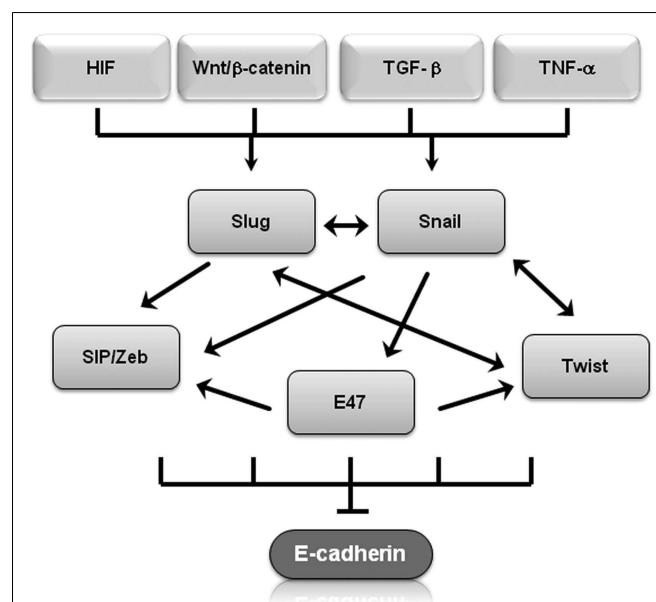 HIF
Wnt/β-catenin
TGF- β
TNF-α
Slug
Snail
SIP/Zeb
E47
Twist
E-cadherin